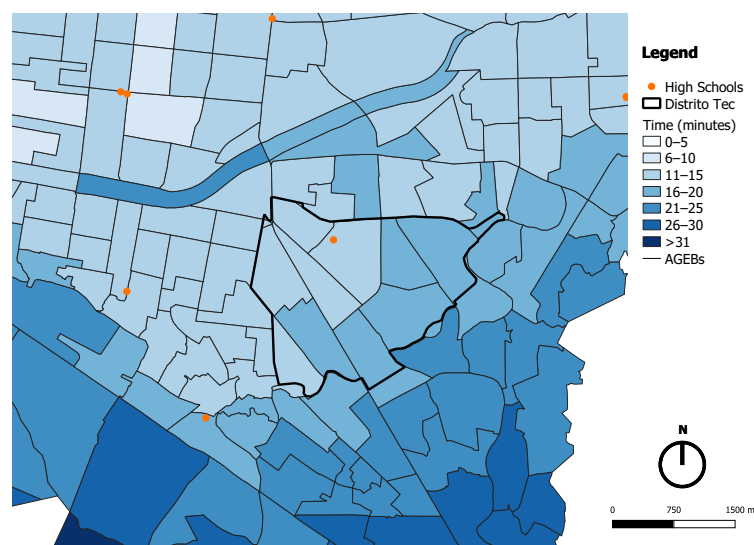 Legend
High Schools
Distrito Tec
Time (minutes)
0–5
6–10
11–15
16–20
21–25
26–30
>31
AGEBs
N
0 750 1500 m